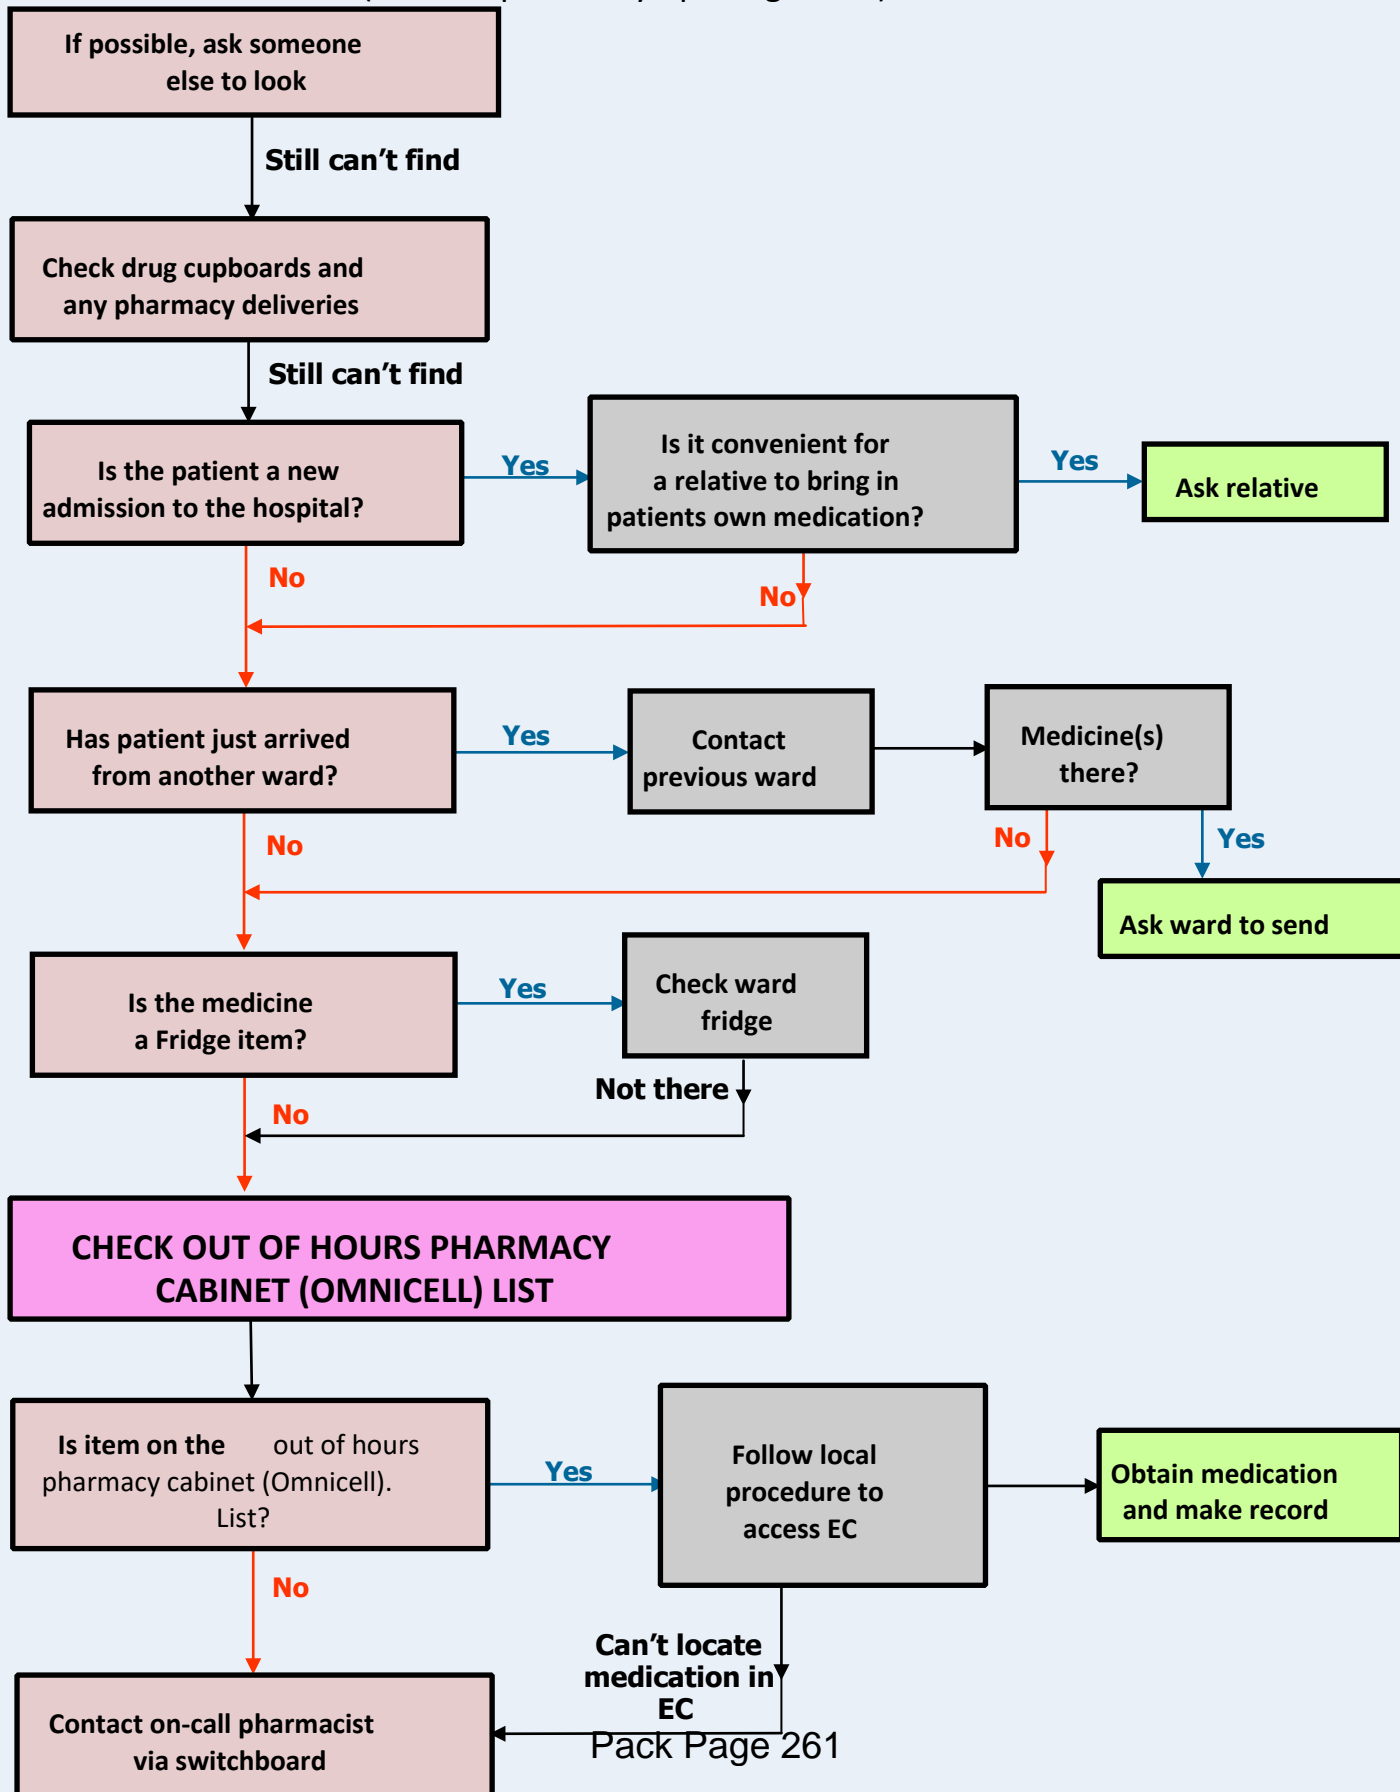 If possible, ask someone
else to look
Still can’t find
Check drug cupboards and
any pharmacy deliveries
Still can’t find
Is the patient a new
admission to the hospital?
Yes
Is it convenient for
a relative to bring in
patients own medication?
Yes
Ask relative
No
No
Has patient just arrived
from another ward?
Yes
Contact
previous ward
Medicine(s)
there?
No
No
Yes
Ask ward to send
Is the medicine
a Fridge item?
Yes
Check ward
fridge
Not there
No
CHECK OUT OF HOURS PHARMACY
CABINET (OMNICELL) LIST
Is item on the out of hours
pharmacy cabinet (Omnicell).
List?
Yes
Follow local
procedure to
access EC
Obtain medication
and make record
No
Can’t locate
medication in
EC
Contact on-call pharmacist
via switchboard
Pack Page 261